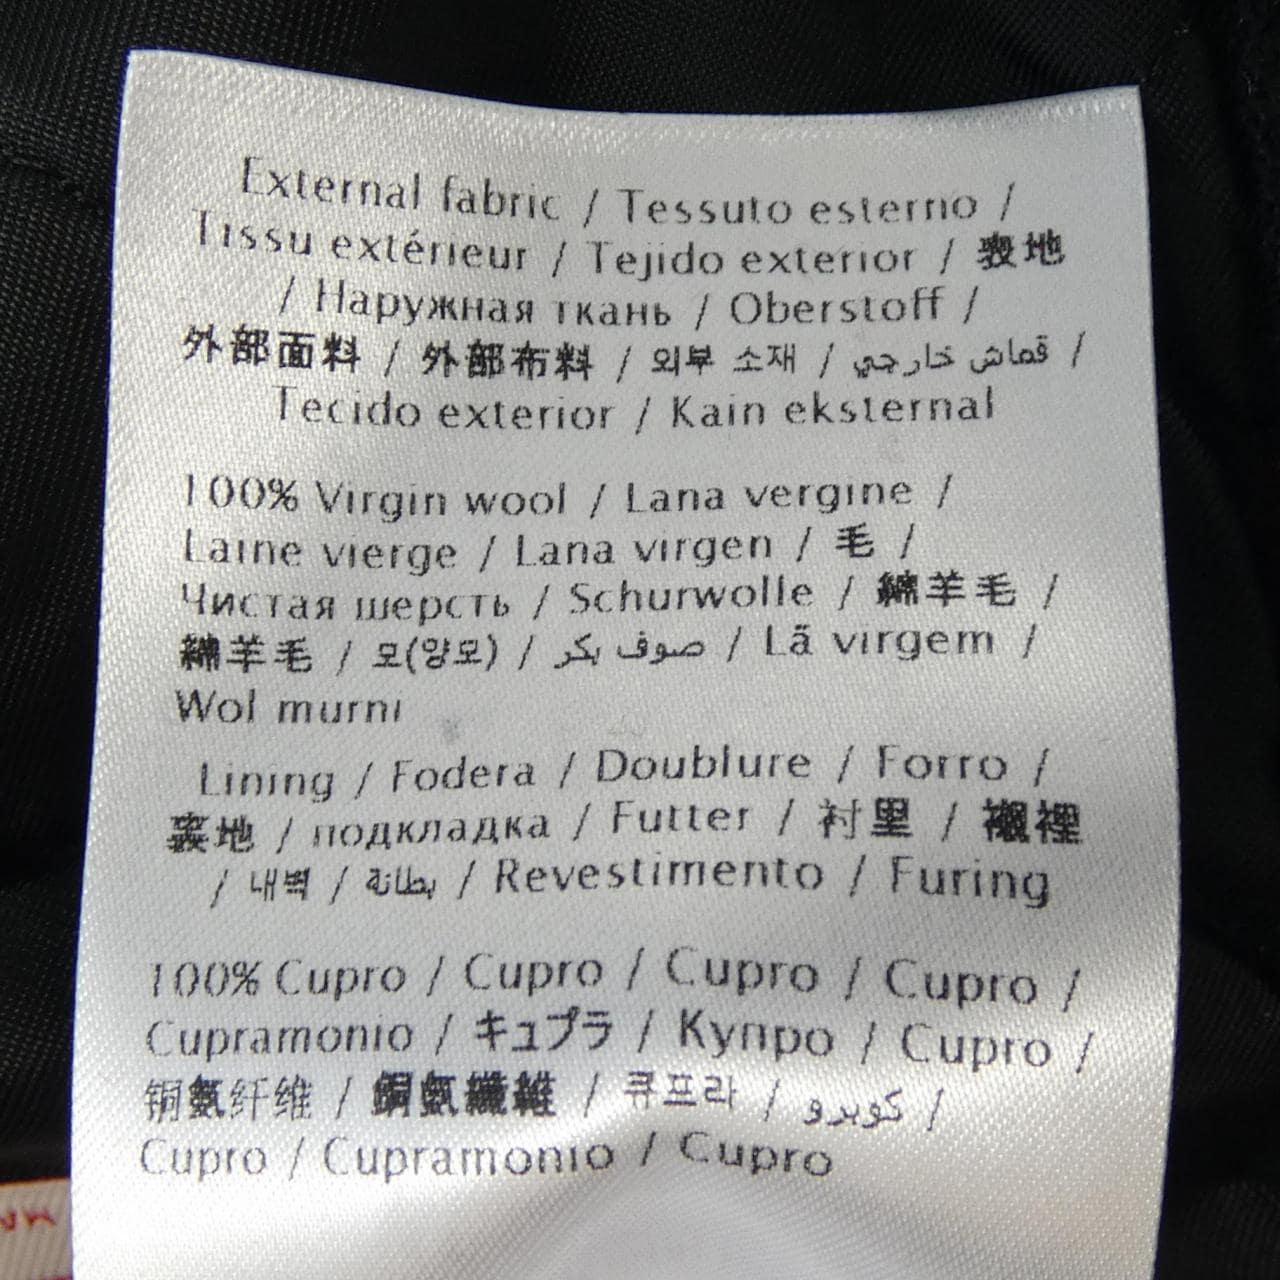 External fabric / Tessuto esterno /
Tissu extérieur / Tejido exterior / 表地
/ Наружная ткань / Oberstoff /
外部面料 / 外部布料 / 외부 소재 / قماش خارجي /
Tecido exterior / Kain eksternal
100% Virgin wool / Lana vergine /
Laine vierge / Lana virgen / 毛 /
Чистая шерсть / Schurwolle / 綿羊毛 /
綿羊毛 / 모(양모) / صوف بكر / Lã virgem /
Wol murni
Lining / Fodera / Doublure / Forro /
裏地 / подкладка / Futter / 衬里 / 襯裡
/ 내벽 / بطانة / Revestimento / Furing
100% Cupro / Cupro / Cupro / Cupro /
Cupramonio / キュプラ / Купро / Cupro /
铜氨纤维 / 銅氨纖維 / 큐프라 / كوبرو /
Cupro / Cupramonio / Cupro